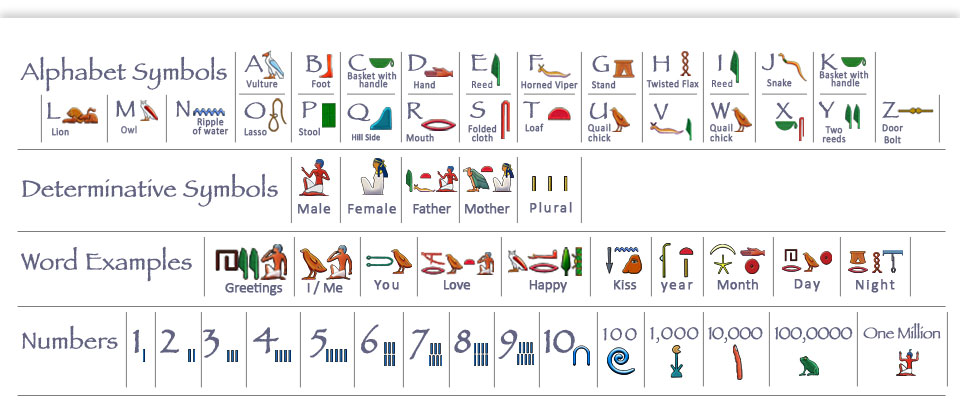 Alphabet Symbols A B C D E F G H I J K
Vulture Foot Basket with handle Hand Reed Horned Viper Stand Twisted Flax Reed Snake Basket with handle
L M N O P Q R S T U V W X Y Z
Lion Owl Ripple of water Lasso Stool Hill Side Mouth Folded cloth Loaf Quail chick Quail chick Two reeds Door Bolt
Determinative Symbols
Male Female Father Mother Plural
Word Examples
Greetings I / Me You Love Happy Kiss year Month Day Night
Numbers 1 2 3 4 5 6 7 8 9 10 100 1,000 10,000 100,0000 One Million